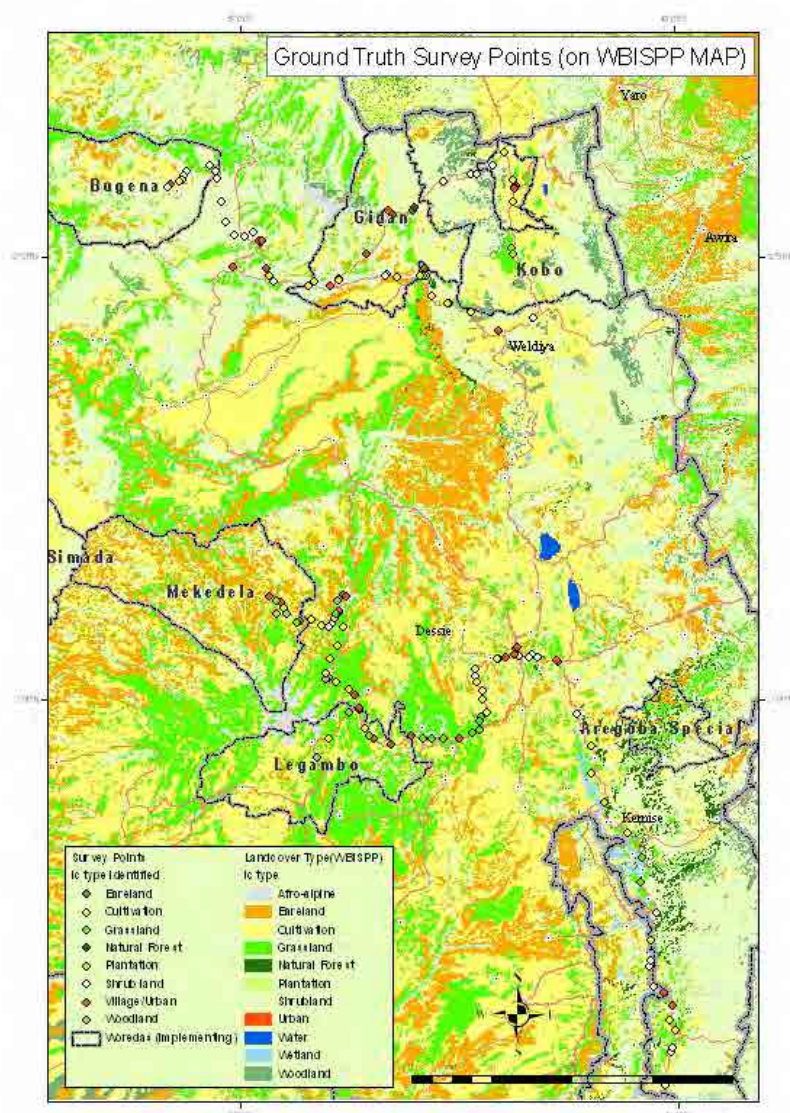 Ground Truth Survey Points (on WBISPP MAP)
Yaro
Bugena
Gidan
Awra
Kobo
Weldiya
Simada
Mekedela
Dessie
Aregoba Special
Legambo
Kemise
Survey Points
lc type identified
Bareland
Cultivation
Grassland
Natural Forest
Plantation
Shrubland
Village/Urban
Woodland
Woredas (Implementing)
Landcover Type(WBISPP)
lc type
Afro-alpine
Bareland
Cultivation
Grassland
Natural Forest
Plantation
Shrubland
Urban
Water
Wetland
Woodland
N
W
E
S